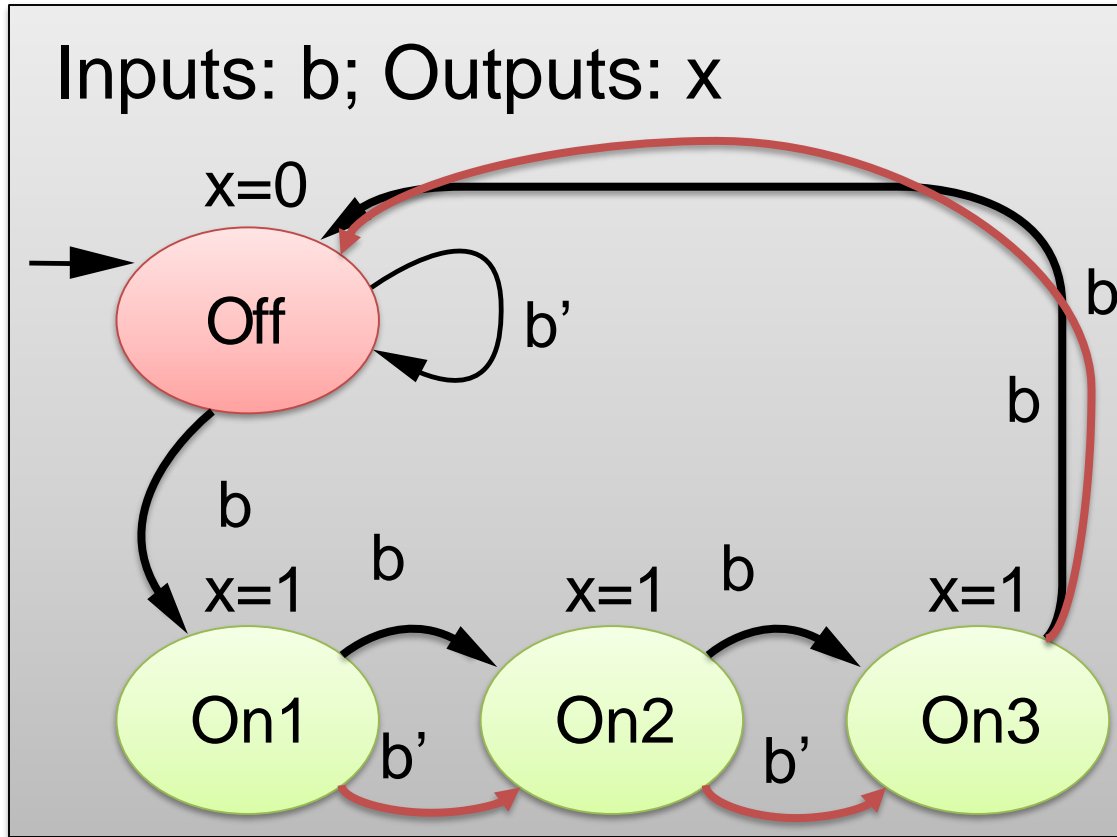 Inputs: b; Outputs: x
x=0
b
Off
b’
b
b
b
b
x=1
x=1
x=1
On1
On2
On3
b’
b’